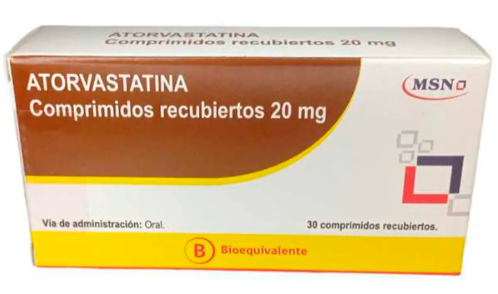 ATORVASTATINA
Comprimidos recubiertos 20 mg
ATORVASTATINA
Comprimidos recubiertos 20 mg
MSN
Vía de administración: Oral.
30 comprimidos recubiertos.
B Bioequivalente